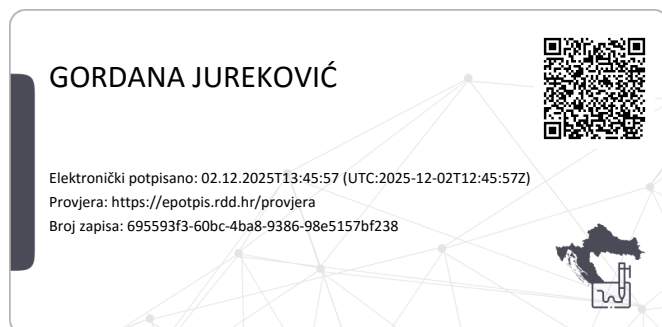 GORDANA JUREKOVIĆ
Elektronički potpisano: 02.12.2025T13:45:57 (UTC:2025-12-02T12:45:57Z)
Provjera: https://epotpis.rdd.hr/provjera
Broj zapisa: 695593f3-60bc-4ba8-9386-98e5157bf238